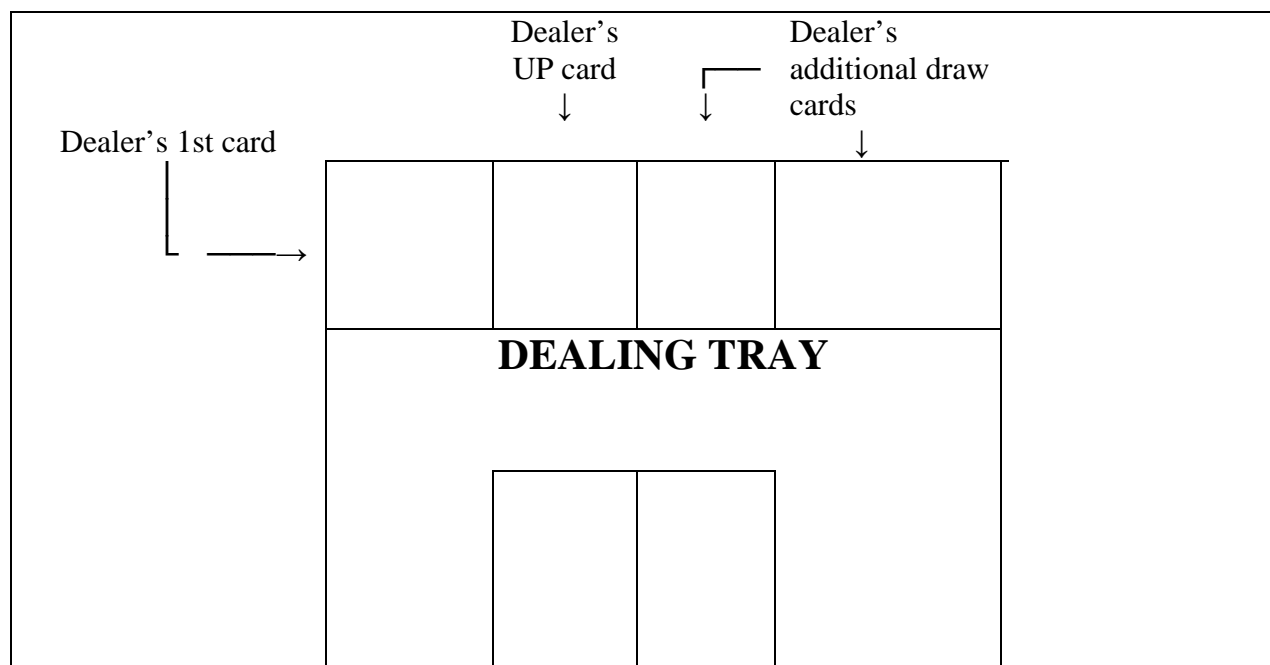 Dealer’s
UP card
Dealer’s
additional draw
cards
Dealer’s 1st card
DEALING TRAY